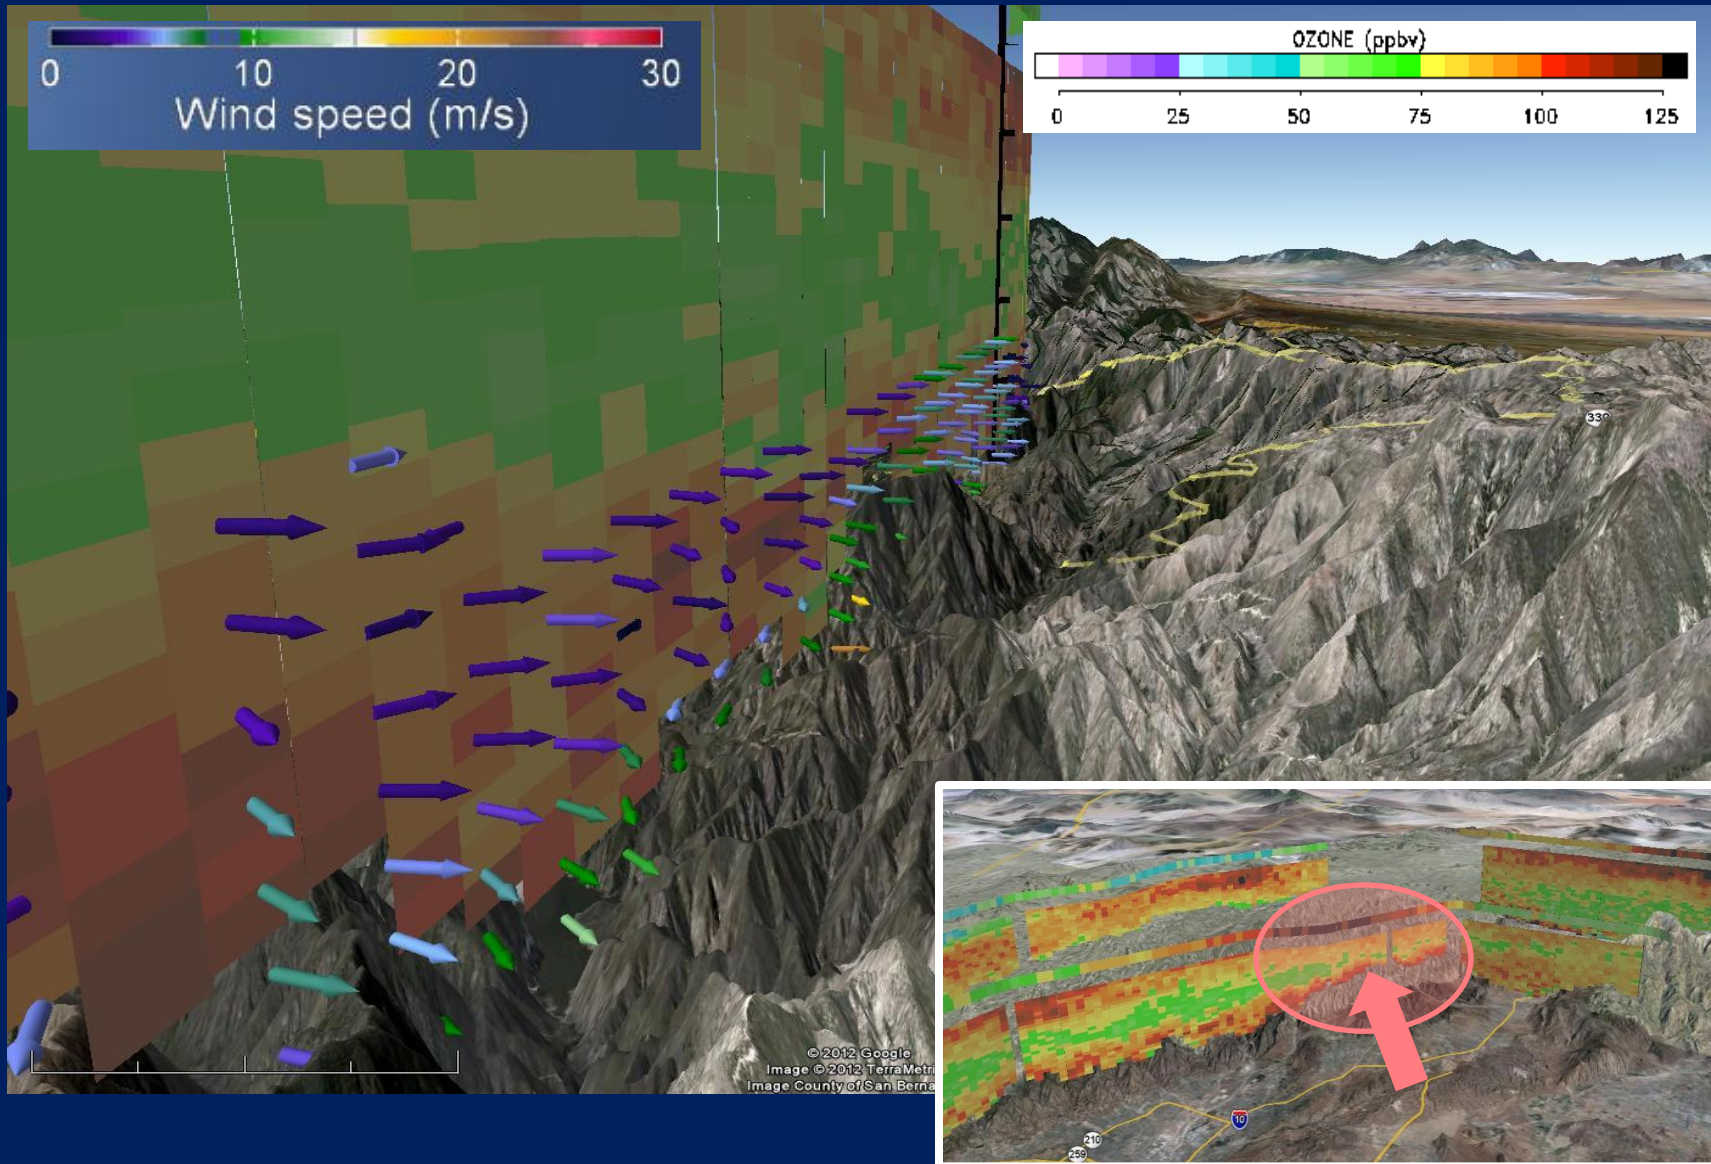 0 10 20 30
Wind speed (m/s)
OZONE (ppbv)
0 25 50 75 100 125
© 2012 Google
Image © 2012 TerraMetri
Image County of San Berna
10
210
259